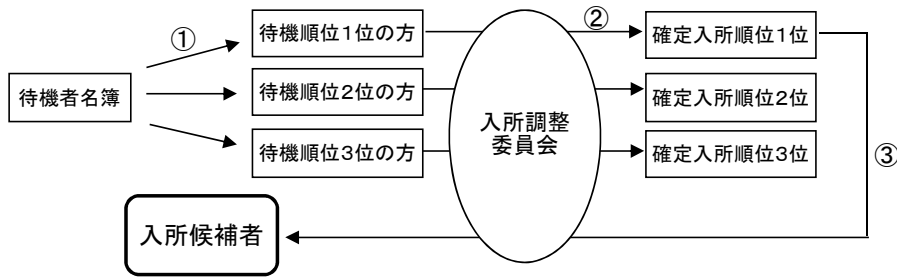 ①
②
待機順位1位の方
確定入所順位1位
待機者名簿
待機順位2位の方
確定入所順位2位
入所調整
委員会
待機順位3位の方
確定入所順位3位
③
入所候補者